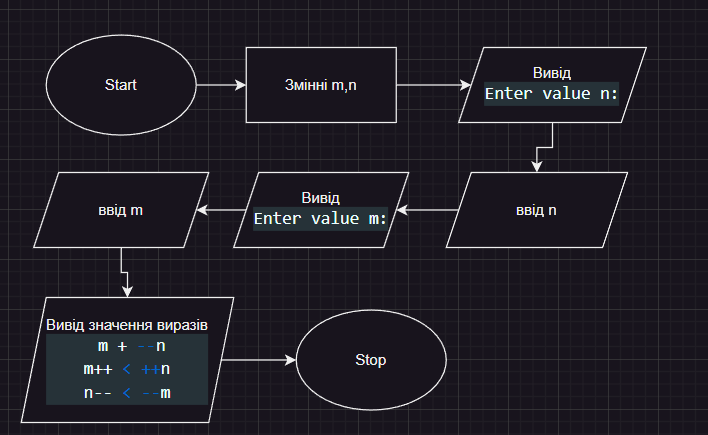 Start
Змінні m,n
Вивід
Enter value n:
ввід n
Вивід
Enter value m:
ввід m
Вивід значення виразів
m + --n
m++ < ++n
n-- < --m
Stop